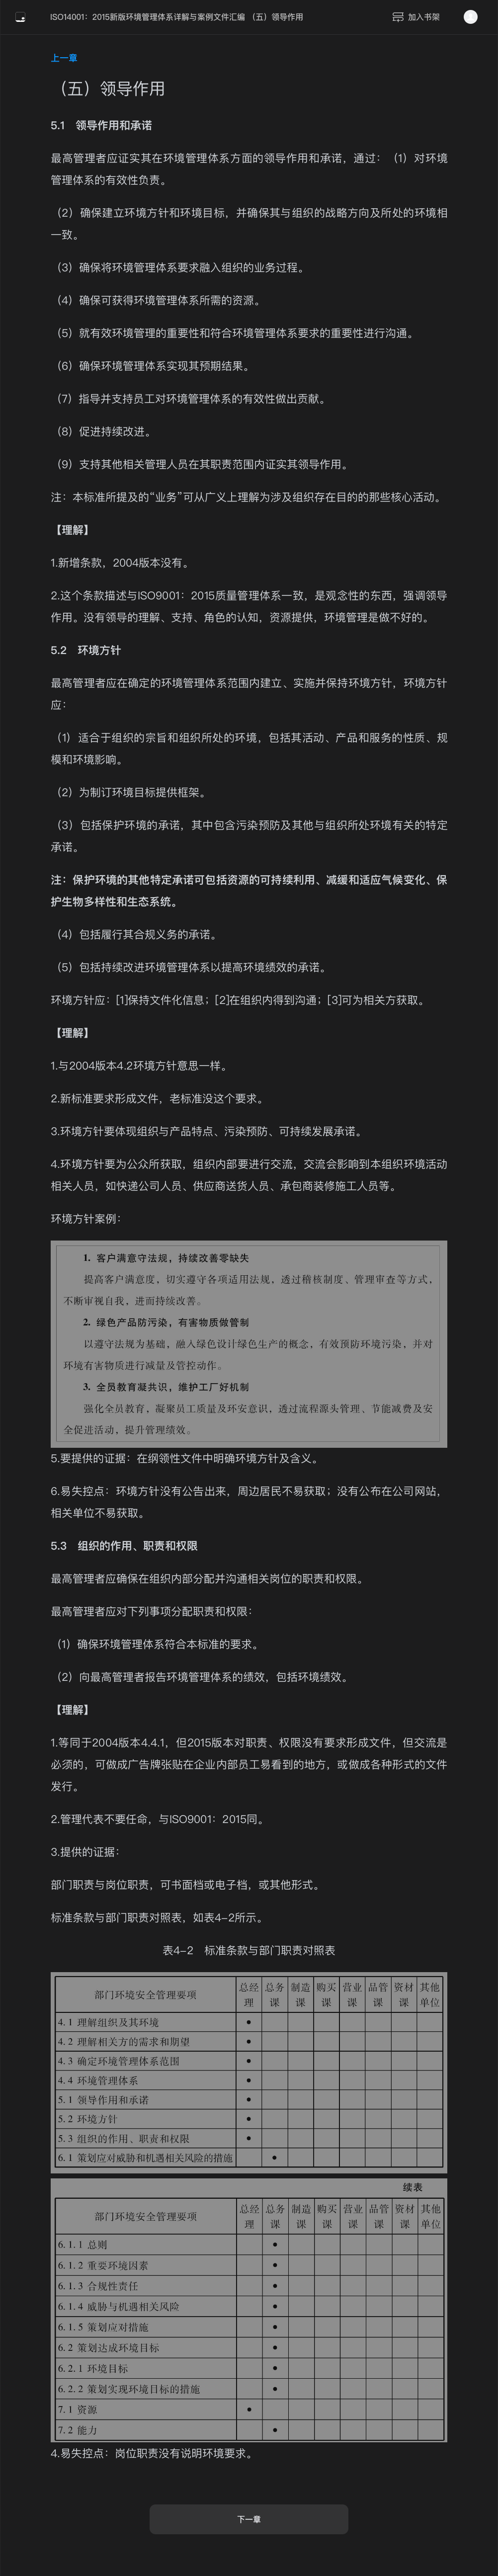 ISO14001：2015新版环境管理体系详解与案例文件汇编 （五）领导作用
加入书架
上一章
（五）领导作用
5.1 领导作用和承诺
最高管理者应证实其在环境管理体系方面的领导作用和承诺，通过：（1）对环境
管理体系的有效性负责。
（2）确保建立环境方针和环境目标，并确保其与组织的战略方向及所处的环境相
一致。
（3）确保将环境管理体系要求融入组织的业务过程。
（4）确保可获得环境管理体系所需的资源。
（5）就有效环境管理的重要性和符合环境管理体系要求的重要性进行沟通。
（6）确保环境管理体系实现其预期结果。
（7）指导并支持员工对环境管理体系的有效性做出贡献。
（8）促进持续改进。
（9）支持其他相关管理人员在其职责范围内证实其领导作用。
注：本标准所提及的“业务”可从广义上理解为涉及组织存在目的的那些核心活动。
【理解】
1.新增条款，2004版本没有。
2.这个条款描述与ISO9001：2015质量管理体系一致，是观念性的东西，强调领导
作用。没有领导的理解、支持、角色的认知，资源提供，环境管理是做不好的。
5.2 环境方针
最高管理者应在确定的环境管理体系范围内建立、实施并保持环境方针，环境方针
应：
（1）适合于组织的宗旨和组织所处的环境，包括其活动、产品和服务的性质、规
模和环境影响。
（2）为制订环境目标提供框架。
（3）包括保护环境的承诺，其中包含污染预防及其他与组织所处环境有关的特定
承诺。
注：保护环境的其他特定承诺可包括资源的可持续利用、减缓和适应气候变化、保
护生物多样性和生态系统。
（4）包括履行其合规义务的承诺。
（5）包括持续改进环境管理体系以提高环境绩效的承诺。
环境方针应：[1]保持文件化信息；[2]在组织内得到沟通；[3]可为相关方获取。
【理解】
1.与2004版本4.2环境方针意思一样。
2.新标准要求形成文件，老标准没这个要求。
3.环境方针要体现组织与产品特点、污染预防、可持续发展承诺。
4.环境方针要为公众所获取，组织内部要进行交流，交流会影响到本组织环境活动
相关人员，如快递公司人员、供应商送货人员、承包商装修施工人员等。
环境方针案例：
1. 客户满意守法规，持续改善零缺失
提高客户满意度，切实遵守各项适用法规，透过稽核制度、管理审查等方式，
不断审视自我，进而持续改善。
2. 绿色产品防污染，有害物质做管制
以遵守法规为基础，融入绿色设计绿色生产的概念，有效预防环境污染，并对
环境有害物质进行减量及管控动作。
3. 全员教育凝共识，维护工厂好机制
强化全员教育，凝聚员工质量及环安意识，透过流程源头管理、节能减费及安
全促进活动，提升管理绩效。
5.要提供的证据：在纲领性文件中明确环境方针及含义。
6.易失控点：环境方针没有公告出来，周边居民不易获取；没有公布在公司网站，
相关单位不易获取。
5.3 组织的作用、职责和权限
最高管理者应确保在组织内部分配并沟通相关岗位的职责和权限。
最高管理者应对下列事项分配职责和权限：
（1）确保环境管理体系符合本标准的要求。
（2）向最高管理者报告环境管理体系的绩效，包括环境绩效。
【理解】
1.等同于2004版本4.4.1，但2015版本对职责、权限没有要求形成文件，但交流是
必须的，可做成广告牌张贴在企业内部员工易看到的地方，或做成各种形式的文件
发行。
2.管理代表不要任命，与ISO9001：2015同。
3.提供的证据：
部门职责与岗位职责，可书面档或电子档，或其他形式。
标准条款与部门职责对照表，如表4-2所示。
表4-2 标准条款与部门职责对照表
部门环境安全管理要项 总经理 总务课 制造课 购买课 营业课 品管课 资材课 其他单位
4.1 理解组织及其环境 ●
4.2 理解相关方的需求和期望 ●
4.3 确定环境管理体系范围 ●
4.4 环境管理体系 ●
5.1 领导作用和承诺 ●
5.2 环境方针 ●
5.3 组织的作用、职责和权限 ●
6.1 策划应对威胁和机遇相关风险的措施 ●
续表
部门环境安全管理要项 总经理 总务课 制造课 购买课 营业课 品管课 资材课 其他单位
6.1.1 总则 ●
6.1.2 重要环境因素 ●
6.1.3 合规性责任 ●
6.1.4 威胁与机遇相关风险 ●
6.1.5 策划应对措施 ●
6.2 策划达成环境目标 ●
6.2.1 环境目标 ●
6.2.2 策划实现环境目标的措施 ●
7.1 资源 ●
7.2 能力 ●
4.易失控点：岗位职责没有说明环境要求。
下一章